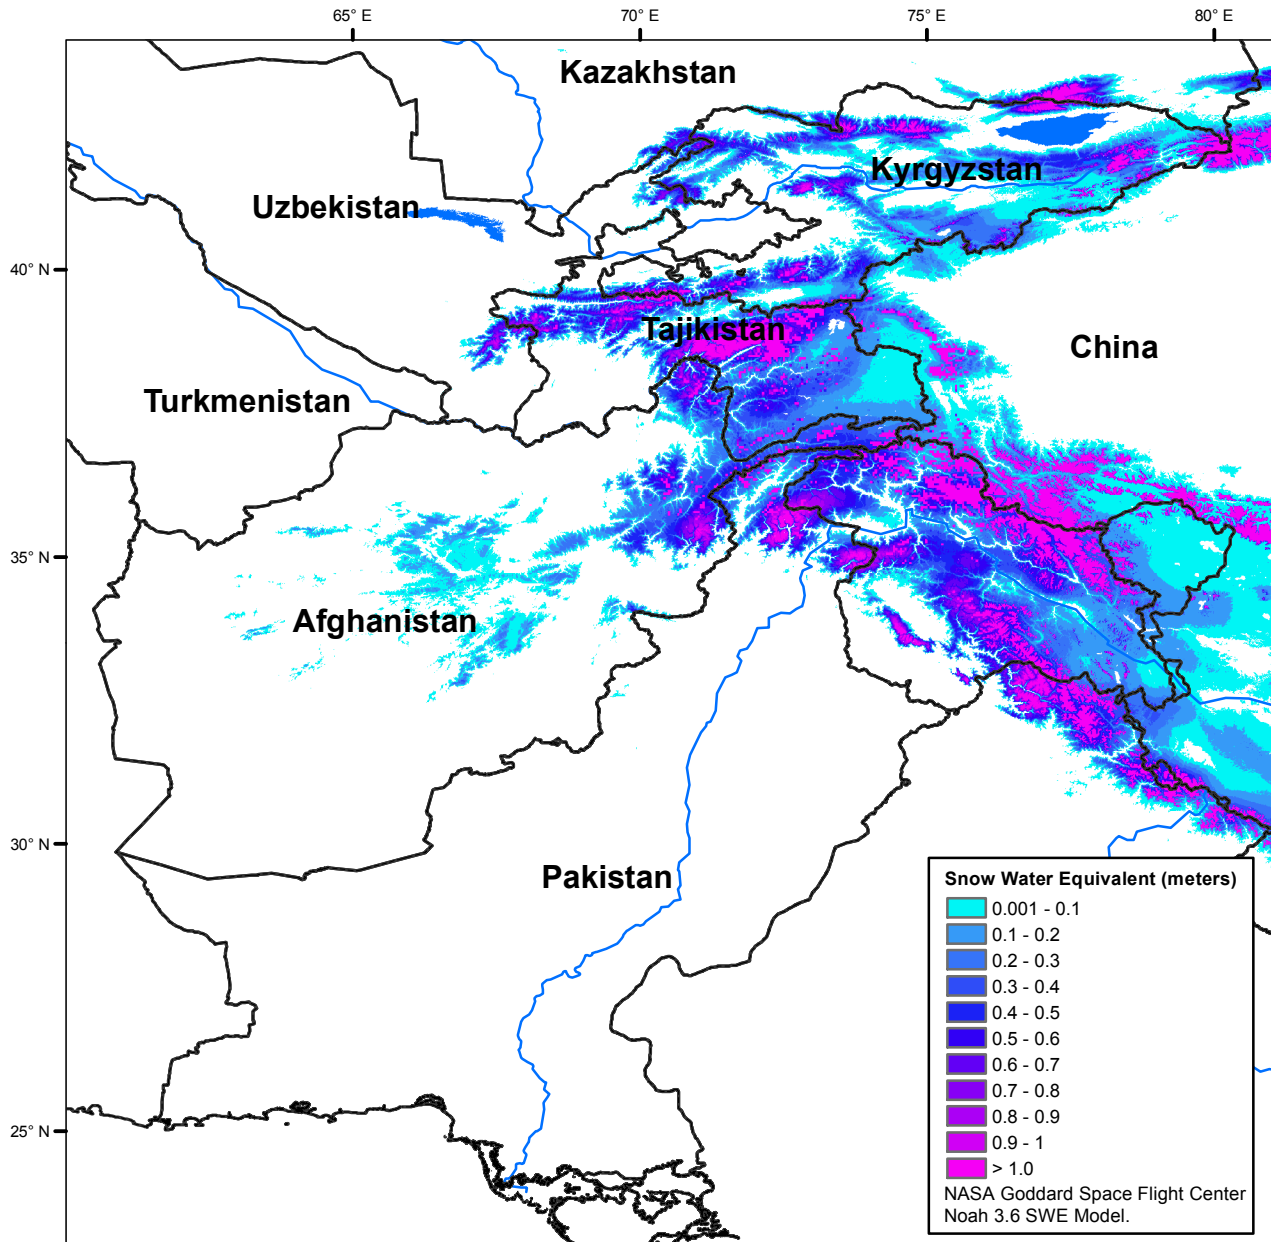 65° E
70° E
75° E
80° E
Kazakhstan
Kyrgyzstan
Uzbekistan
40° N
Tajikistan
China
Turkmenistan
35° N
Afghanistan
30° N
Pakistan
25° N
Snow Water Equivalent (meters)
0.001 - 0.1
0.1 - 0.2
0.2 - 0.3
0.3 - 0.4
0.4 - 0.5
0.5 - 0.6
0.6 - 0.7
0.7 - 0.8
0.8 - 0.9
0.9 - 1
> 1.0
NASA Goddard Space Flight Center
Noah 3.6 SWE Model.